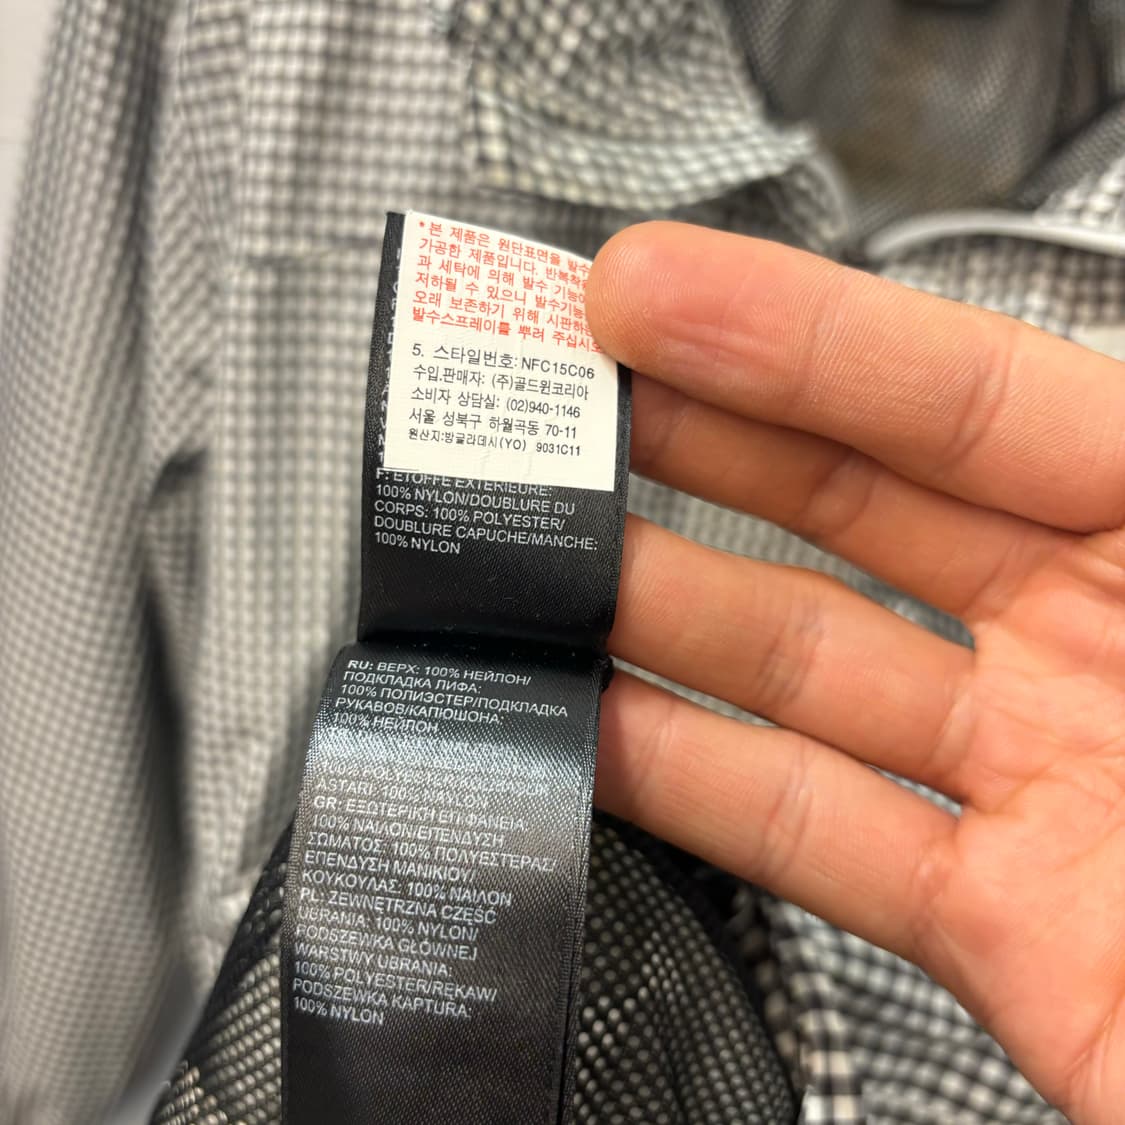 * 본 제품은 원단표면을 발수
가공한 제품입니다. 반복착용
과 세탁에 의해 발수 기능이
저하될 수 있으니 발수기능을
오래 보존하기 위해 시판하는
발수스프레이를 뿌려 주십시오
5. 스타일번호: NFC15C06
수입.판매자: (주)골드윈코리아
소비자 상담실: (02)940-1146
서울 성북구 하월곡동 70-11
원산지:방글라데시(YO) 9031C11
F: ETOFFE EXTERIEURE:
100% NYLON/DOUBLURE DU
CORPS: 100% POLYESTER/
DOUBLURE CAPUCHE/MANCHE:
100% NYLON
RU: ВЕРХ: 100% НЕЙЛОН/
ПОДКЛАДКА ЛИФА:
100% ПОЛИЭСТЕР/ПОДКЛАДКА
РУКАВОВ/КАПЮШОНА:
100% НЕЙЛОН
ASTARI: 100% NAYLON
GR: ΕΞΩΤΕΡΙΚΗ ΕΠΙΦΑΝΕΙΑ:
100% ΝΑΙΛΟΝ/ΕΠΕΝΔΥΣΗ
ΣΩΜΑΤΟΣ: 100% ΠΟΛΥΕΣΤΕΡΑΣ/
ΕΠΕΝΔΥΣΗ ΜΑΝΙΚΙΟΥ/
ΚΟΥΚΟΥΛΑΣ: 100% ΝΑΙΛΟΝ
PL: ZEWNĘTRZNA CZĘŚĆ
UBRANIA: 100% NYLON/
PODSZEWKA GŁÓWNEJ
WARSTWY UBRANIA:
100% POLYESTER/RĘKAW/
PODSZEWKA KAPTURA:
100% NYLON